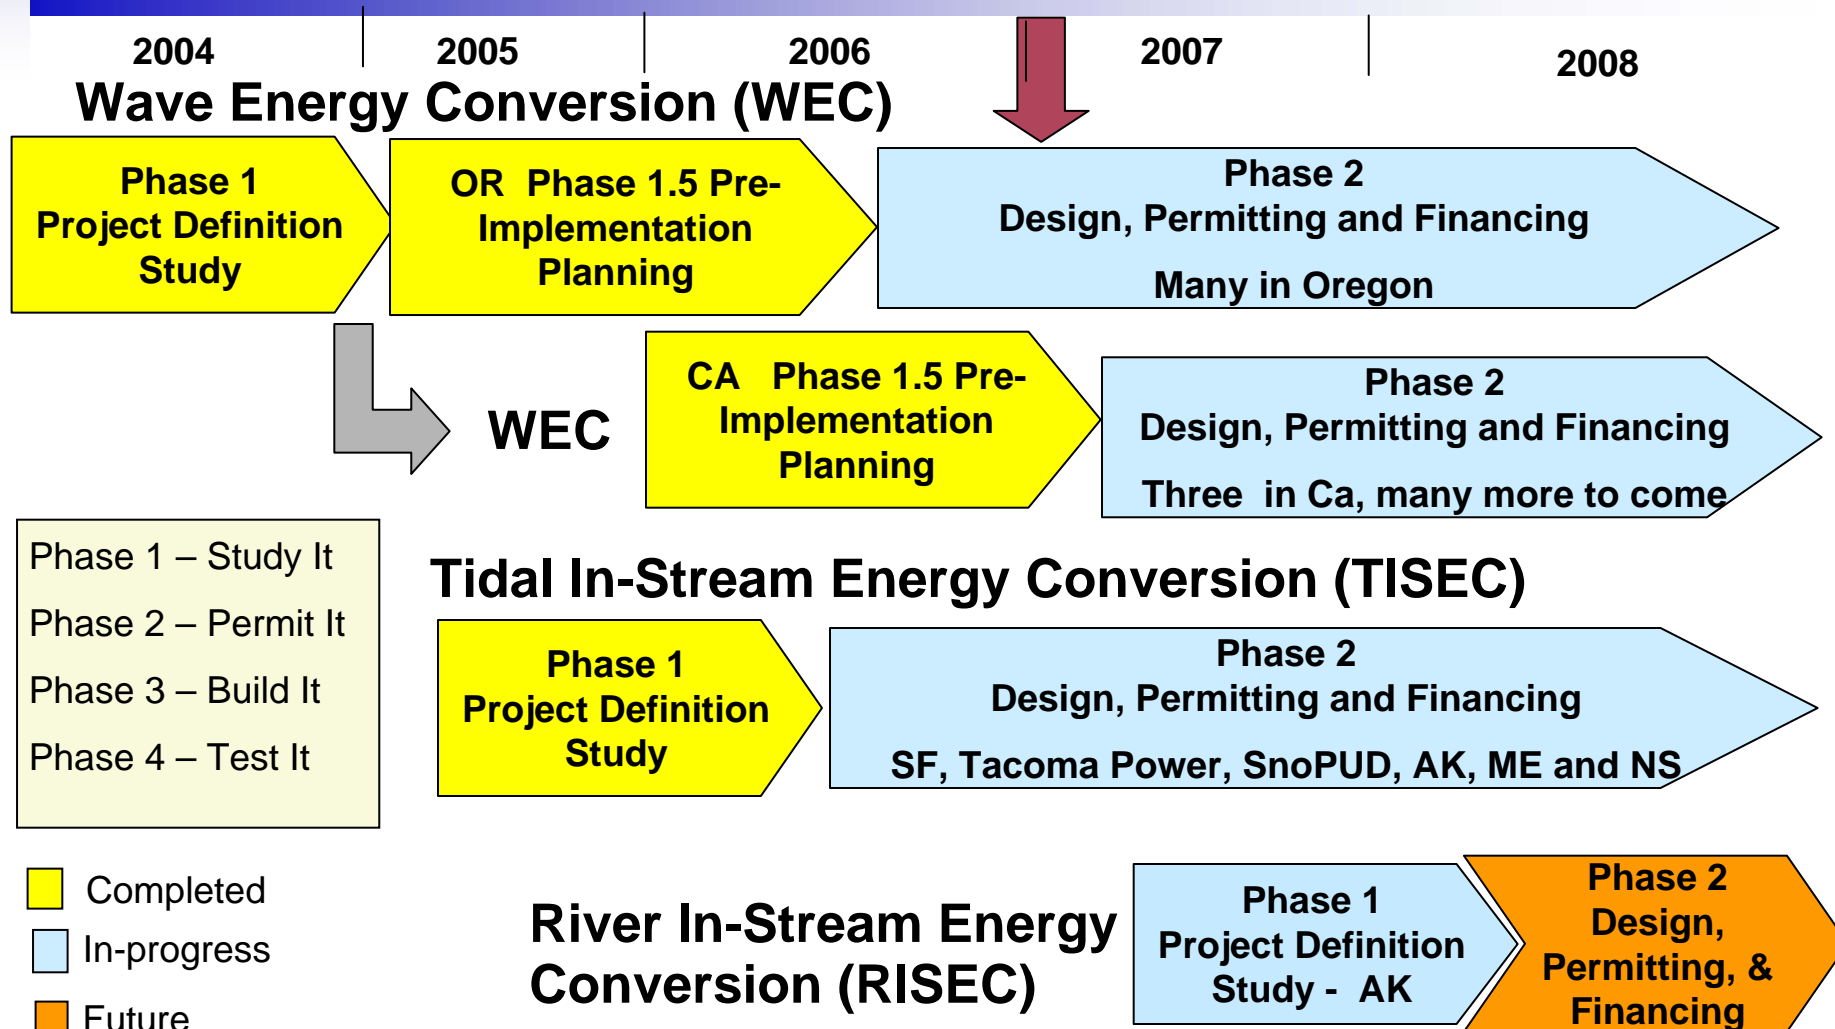 2004
2005
2006
2007
2008
Wave Energy Conversion (WEC)
Phase 1
Project Definition
Study
OR Phase 1.5 Pre-
Implementation
Planning
Phase 2
Design, Permitting and Financing
Many in Oregon
WEC
CA Phase 1.5 Pre-
Implementation
Planning
Phase 2
Design, Permitting and Financing
Three in Ca, many more to come
Phase 1 – Study It
Phase 2 – Permit It
Phase 3 – Build It
Phase 4 – Test It
Tidal In-Stream Energy Conversion (TISEC)
Phase 1
Project Definition
Study
Phase 2
Design, Permitting and Financing
SF, Tacoma Power, SnoPUD, AK, ME and NS
Completed
In-progress
Future
River In-Stream Energy
Conversion (RISEC)
Phase 1
Project Definition
Study - AK
Phase 2
Design,
Permitting, &
Financing